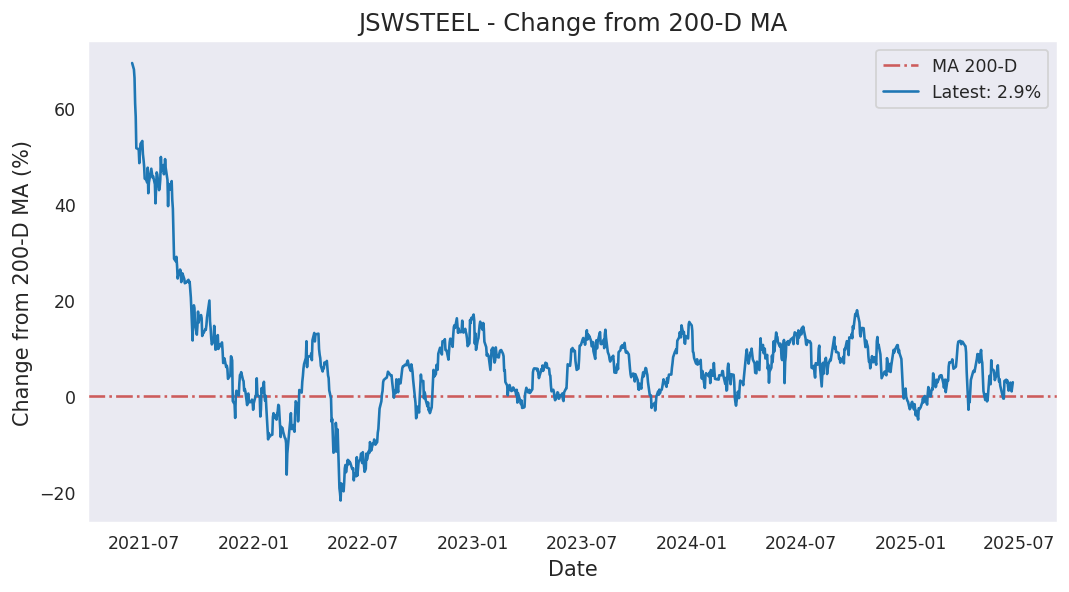 JSWSTEEL - Change from 200-D MA
MA 200-D
Latest: 2.9%
Change from 200-D MA (%)
60
40
20
0
−20
2021-07
2022-01
2022-07
2023-01
2023-07
2024-01
2024-07
2025-01
2025-07
Date